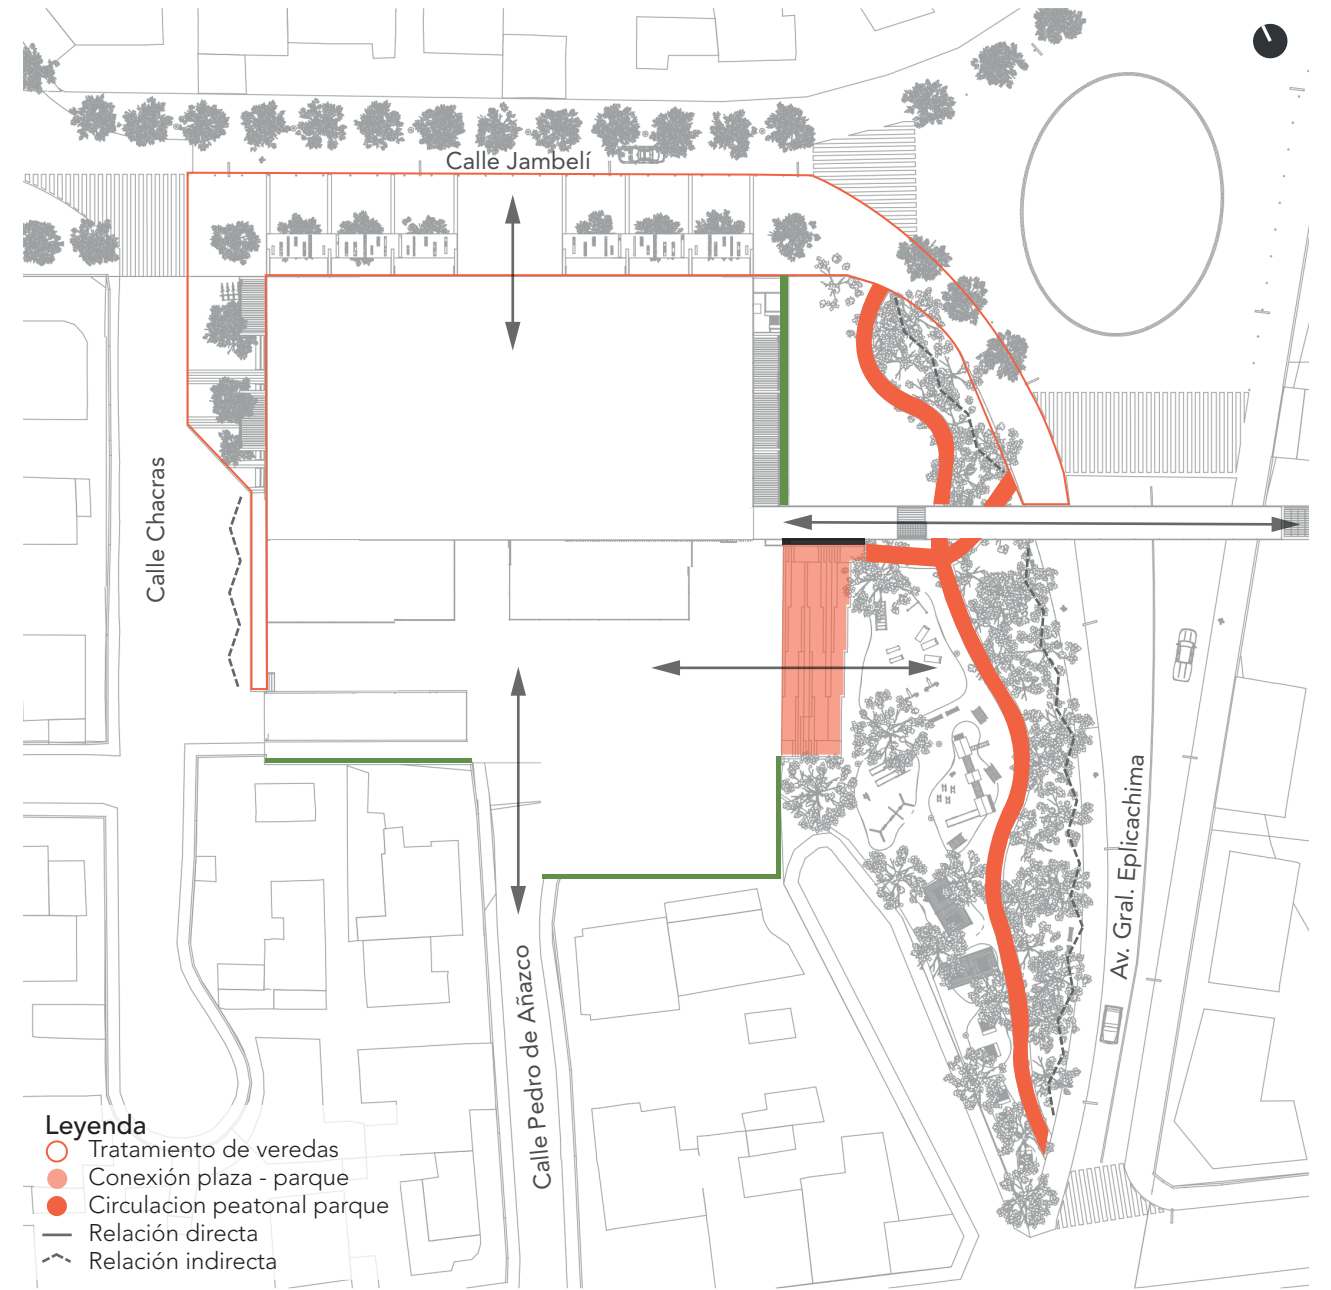 Calle Jambelí
Calle Chacras
Av. Gral. Eplicachima
Calle Pedro de Añazco
Leyenda
Tratamiento de veredas
Conexión plaza - parque
Circulacion peatonal parque
Relación directa
Relación indirecta